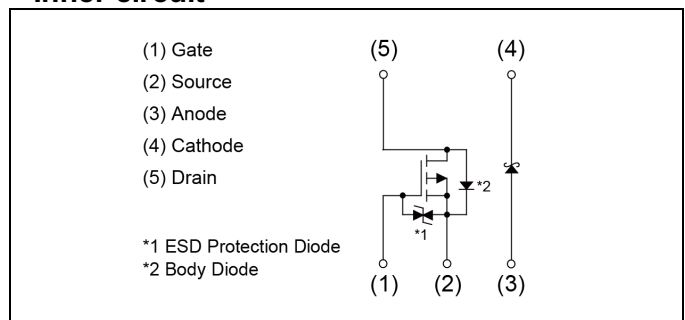 Inner circuit
(1) Gate
(2) Source
(3) Anode
(4) Cathode
(5) Drain
*1 ESD Protection Diode
*2 Body Diode
(5)
(4)
*2
*1
(1)
(2)
(3)